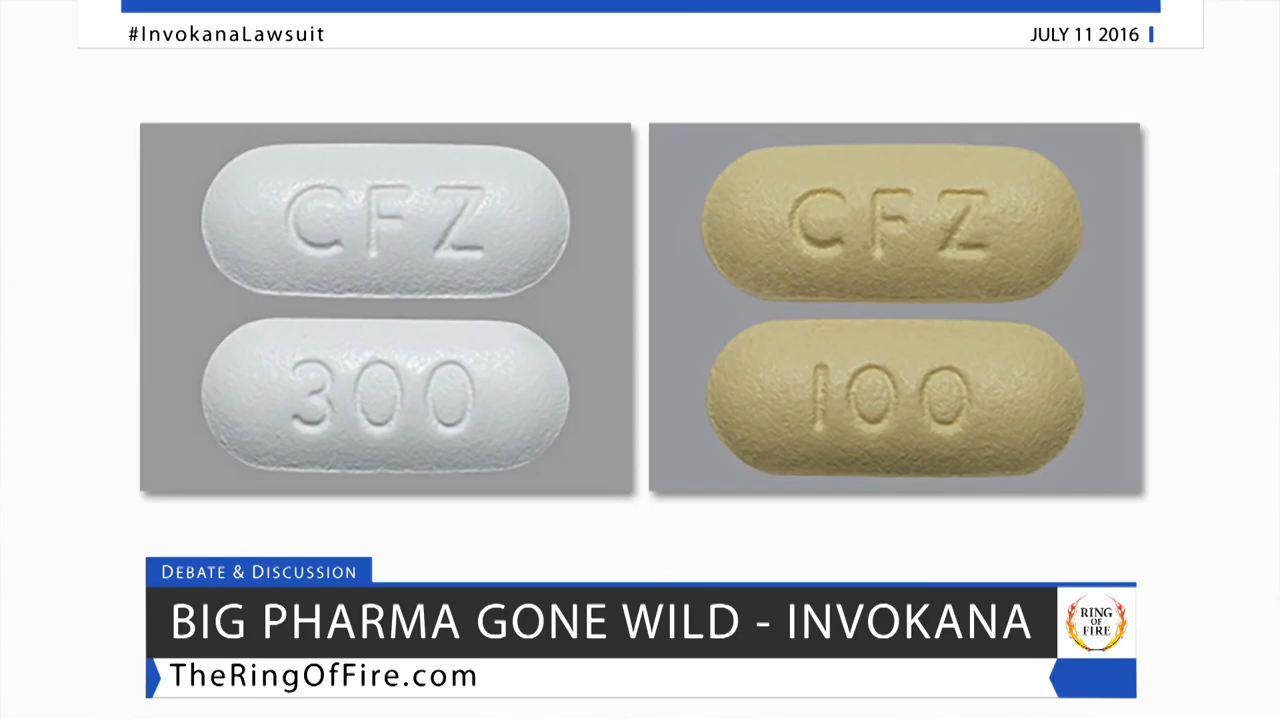 #InvokanaLawsuit
JULY 11 2016
CFZ
CFZ
300
100
DEBATE & DISCUSSION
BIG PHARMA GONE WILD - INVOKANA
RING
OF
FIRE
TheRingOfFire.com